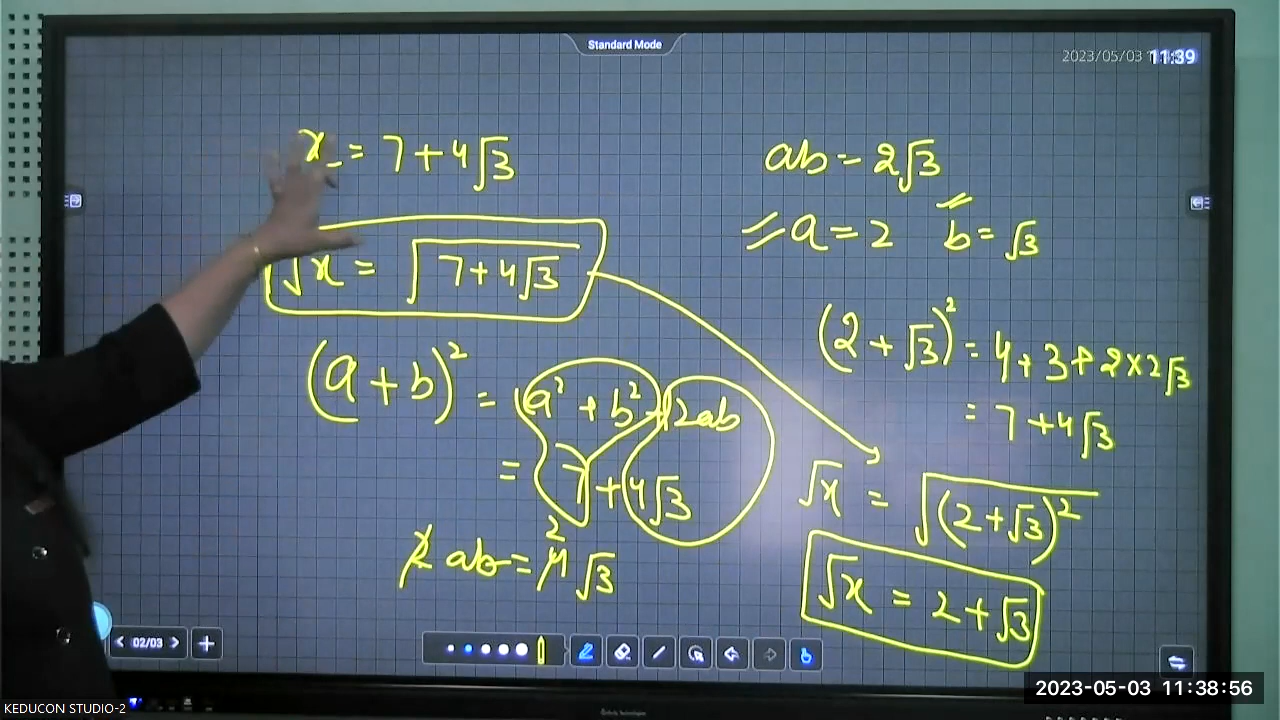 Standard Mode
2023/05/03
11:39
x = 7+4√3
√x = √7+4√3
(a+b)² = a²+b²+2ab
= 7+4√3
2ab = 4√3
2
ab = 2√3
a = 2 b = √3
(2+√3)² = 4+3+2×2√3
= 7+4√3
√x = √(2+√3)²
√x = 2+√3
02/03
2023-05-03 11:38:56
KEDUCON STUDIO-2